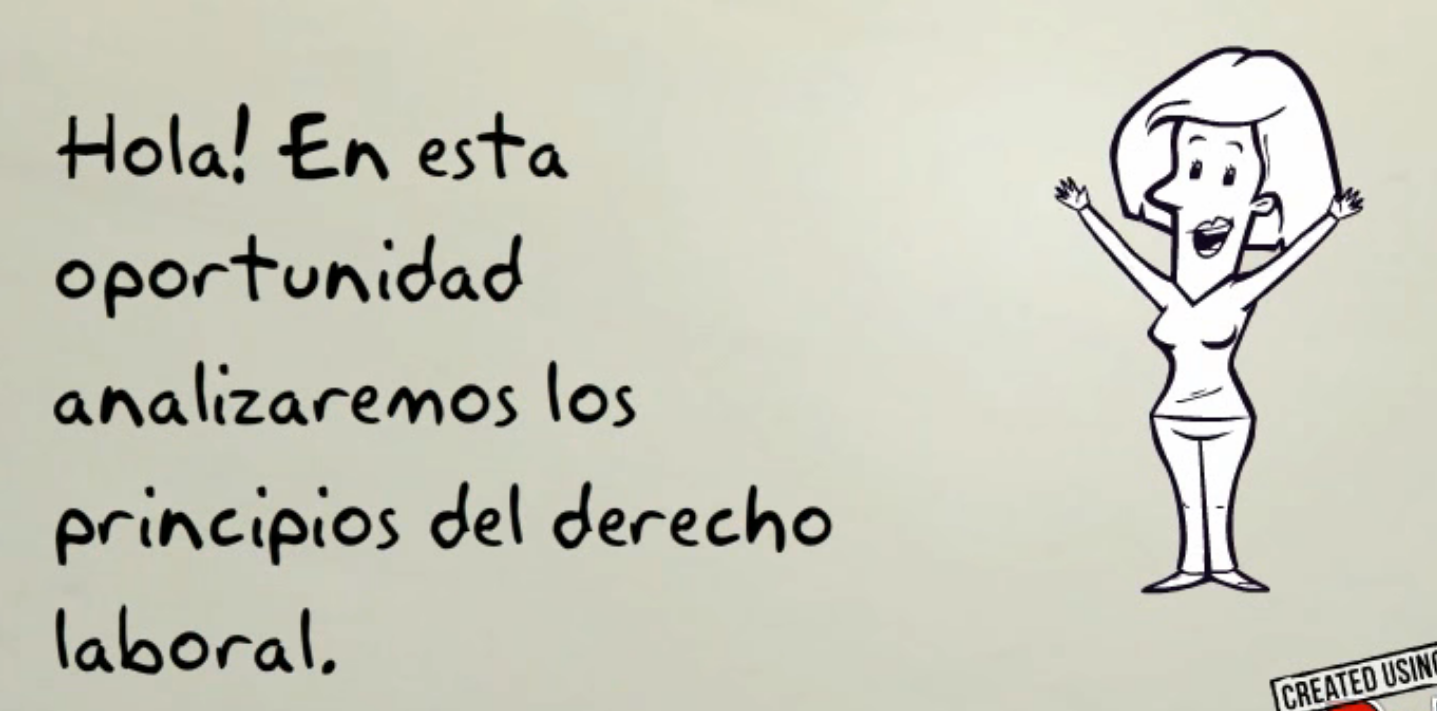 Hola! En esta
oportunidad
analizaremos los
principios del derecho
laboral.
CREATED USING